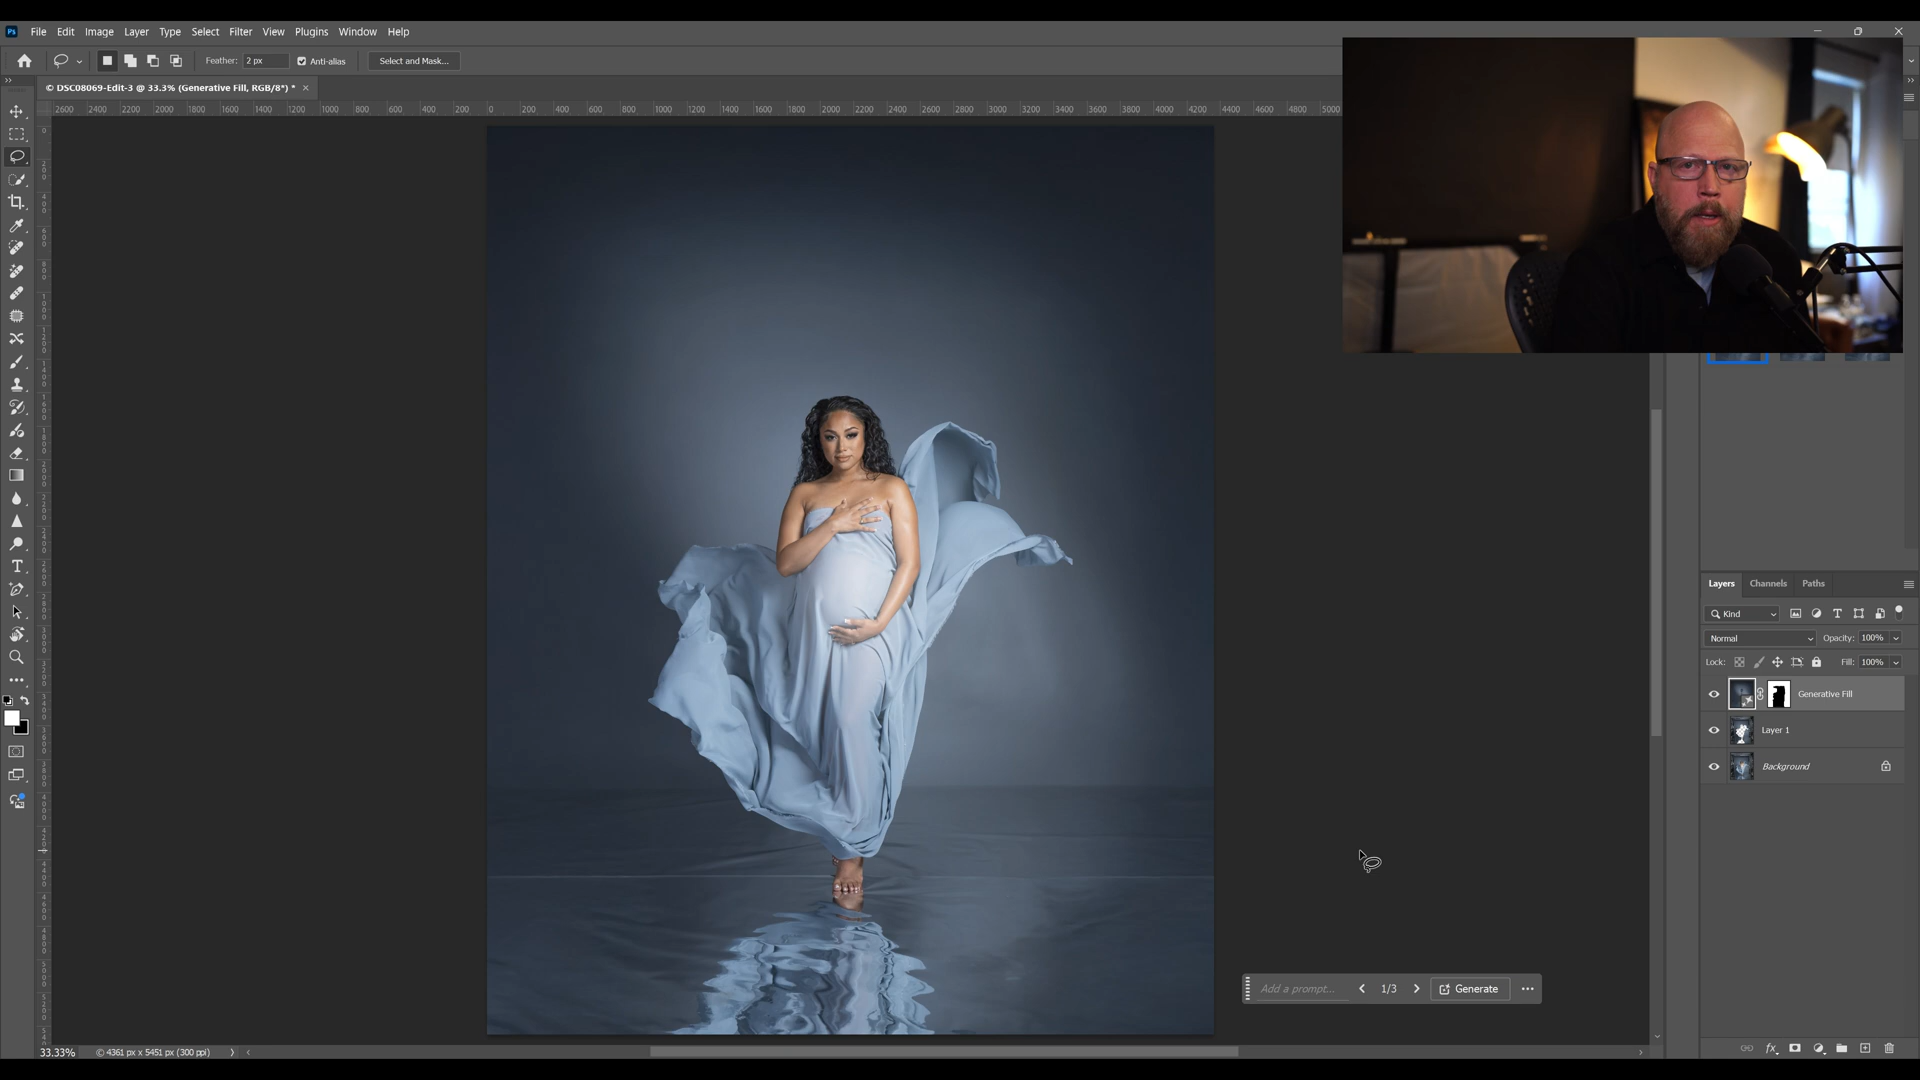 Ps File Edit Image Layer Type Select Filter View Plugins Window Help
Feather: 2 px Anti-alias Select and Mask...
© DSC08069-Edit-3 @ 33.3% (Generative Fill, RGB/8*) * ×
2600 2400 2200 2000 1800 1600 1400 1200 1000 800 600 400 200 0 200 400 600 800 1000 1200 1400 1600 1800 2000 2200 2400 2600 2800 3000 3200 3400 3600 3800 4000 4200 4400 4600 4800 5000
Layers Channels Paths
Kind
Normal Opacity: 100%
Lock: Fill: 100%
Generative Fill
Layer 1
Background
Add a prompt... 1/3 Generate
33.33% © 4361 px x 5451 px (300 ppi)
fx